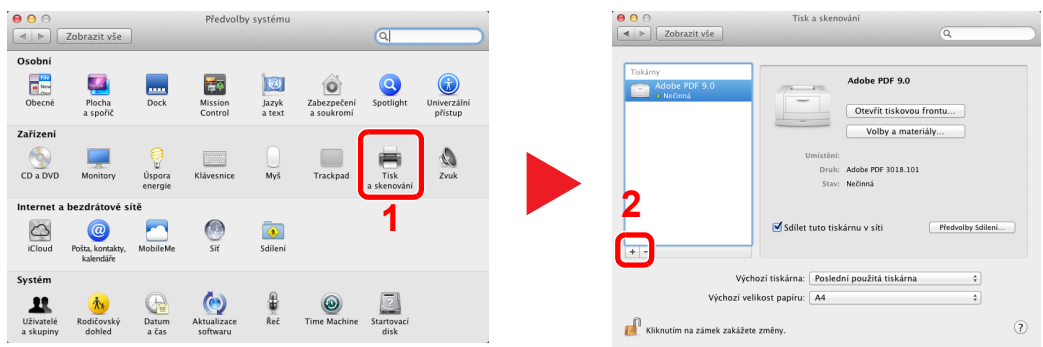 Předvolby systému
Zobrazit vše
Osobní
Obecné
Plocha
a spořič
Dock
Mission
Control
Jazyk
a text
Zabezpečení
a soukromí
Spotlight
Univerzální
přístup
Zařízení
CD a DVD
Monitory
Úspora
energie
Klávesnice
Myš
Trackpad
Tisk
a skenování
Zvuk
1
Internet a bezdrátové sítě
iCloud
Pošta, kontakty,
kalendáře
MobileMe
Síť
Sdílení
Systém
Uživatelé
a skupiny
Rodičovský
dohled
Datum
a čas
Aktualizace
softwaru
Řeč
Time Machine
Startovací
disk
Tisk a skenování
Zobrazit vše
Tiskárny
Adobe PDF 9.0
Nečinná
2
+ −
Adobe PDF 9.0
Otevřít tiskovou frontu...
Volby a materiály...
Umístění:
Druh: Adobe PDF 3018.101
Stav: Nečinná
Sdílet tuto tiskárnu v síti
Předvolby Sdílení...
Výchozí tiskárna: Poslední použitá tiskárna
Výchozí velikost papíru: A4
Kliknutím na zámek zakážete změny.
?